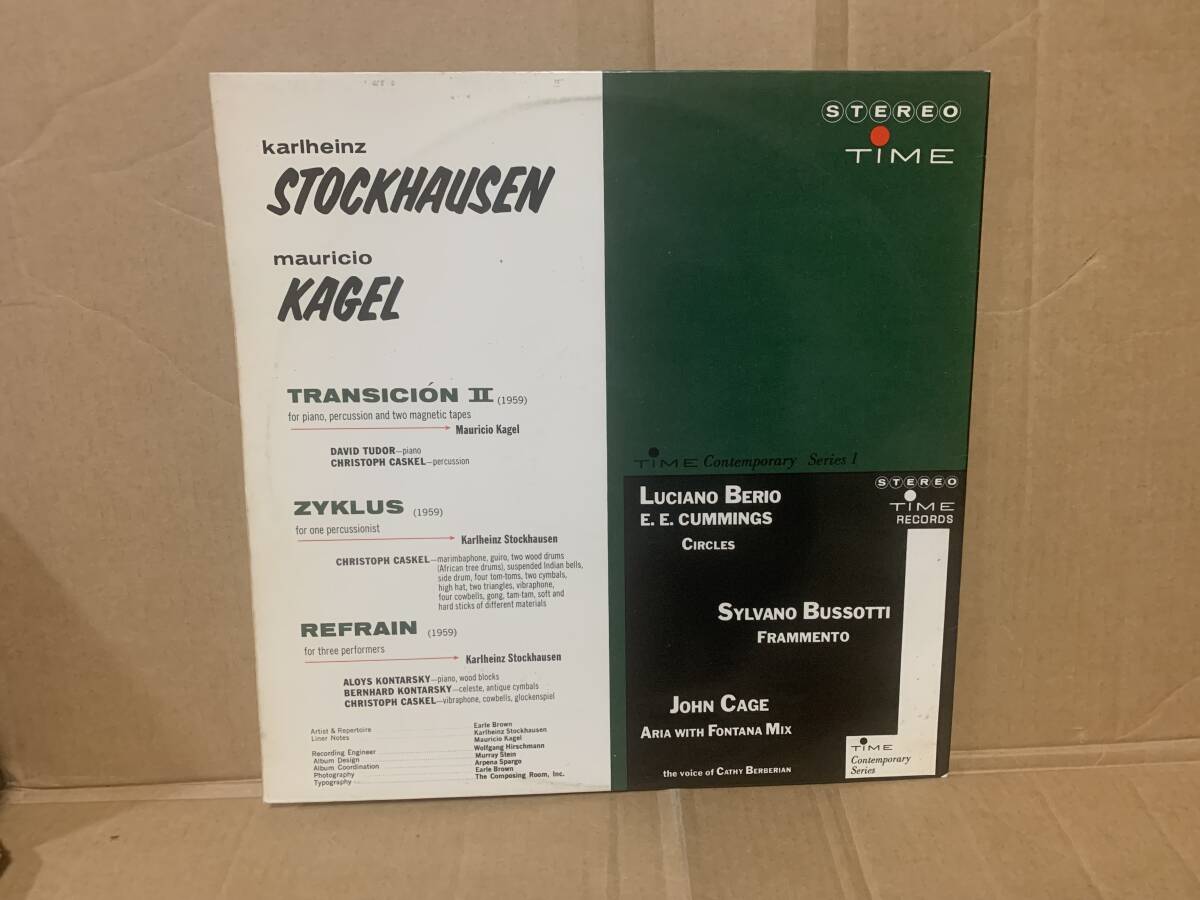 karlheinz
STOCKHAUSEN
mauricio
KAGEL
TRANSICIÓN II (1959)
for piano, percussion and two magnetic tapes
Mauricio Kagel
DAVID TUDOR—piano
CHRISTOPH CASKEL—percussion
ZYKLUS (1959)
for one percussionist
Karlheinz Stockhausen
CHRISTOPH CASKEL—marimbaphone, guiro, two wood drums
(African tree drums), suspended Indian bells,
side drum, four tom-toms, two cymbals,
high hat, two triangles, vibraphone,
four cowbells, gong, tam-tam, soft and
hard sticks of different materials
REFRAIN (1959)
for three performers
Karlheinz Stockhausen
ALOYS KONTARSKY—piano, wood blocks
BERNHARD KONTARSKY—celeste, antique cymbals
CHRISTOPH CASKEL—vibraphone, cowbells, glockenspiel
Artist & Repertoire Earle Brown
Liner Notes Karlheinz Stockhausen
Mauricio Kagel
Recording Engineer Wolfgang Hirschmann
Album Design Murray Stein
Album Coordination Arpena Spargo
Photography Earle Brown
Typography The Composing Room, Inc.
STEREO
TIME
TIME Contemporary Series 1
STEREO
TIME
RECORDS
LUCIANO BERIO
E. E. CUMMINGS
CIRCLES
SYLVANO BUSSOTTI
FRAMMENTO
JOHN CAGE
ARIA WITH FONTANA MIX
the voice of CATHY BERBERIAN
TIME
Contemporary
Series